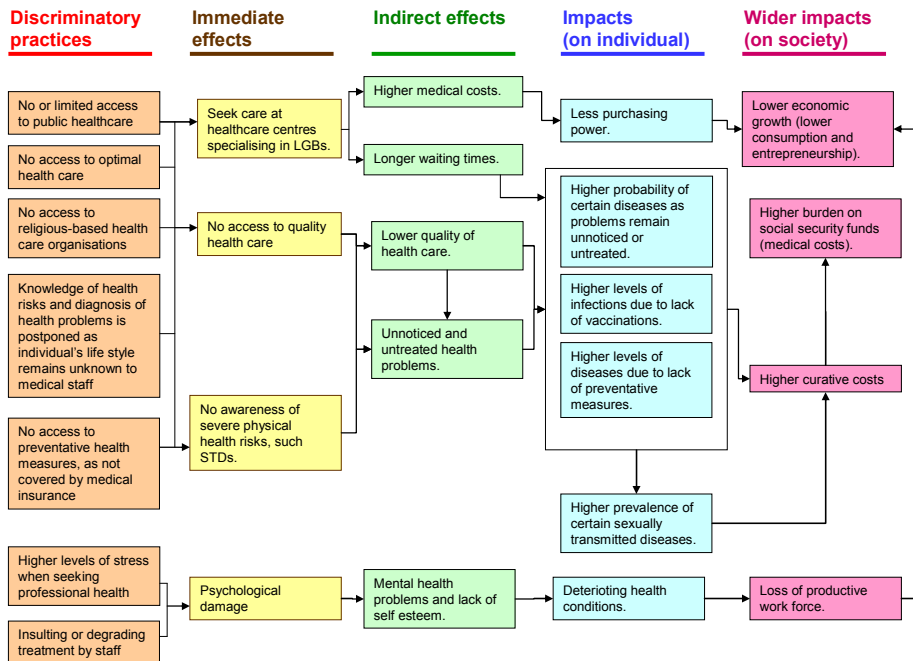 Discriminatory
practices
Immediate
effects
Indirect effects
Impacts
(on individual)
Wider impacts
(on society)
No or limited access
to public healthcare
No access to optimal
health care
No access to
religious-based health
care organisations
Knowledge of health
risks and diagnosis of
health problems is
postponed as
individual's life style
remains unknown to
medical staff
No access to
preventative health
measures, as not
covered by medical
insurance
Higher levels of stress
when seeking
professional health
Insulting or degrading
treatment by staff
Seek care at
healthcare centres
specialising in LGBs.
No access to quality
health care
No awareness of
severe physical
health risks, such
STDs.
Psychological
damage
Higher medical costs.
Longer waiting times.
Lower quality of
health care.
Unnoticed and
untreated health
problems.
Mental health
problems and lack of
self esteem.
Less purchasing
power.
Higher probability of
certain diseases as
problems remain
unnoticed or
untreated.
Higher levels of
infections due to lack
of vaccinations.
Higher levels of
diseases due to lack
of preventative
measures.
Higher prevalence of
certain sexually
transmitted diseases.
Deterioting health
conditions.
Lower economic
growth (lower
consumption and
entrepreneurship).
Higher burden on
social security funds
(medical costs).
Higher curative costs
Loss of productive
work force.